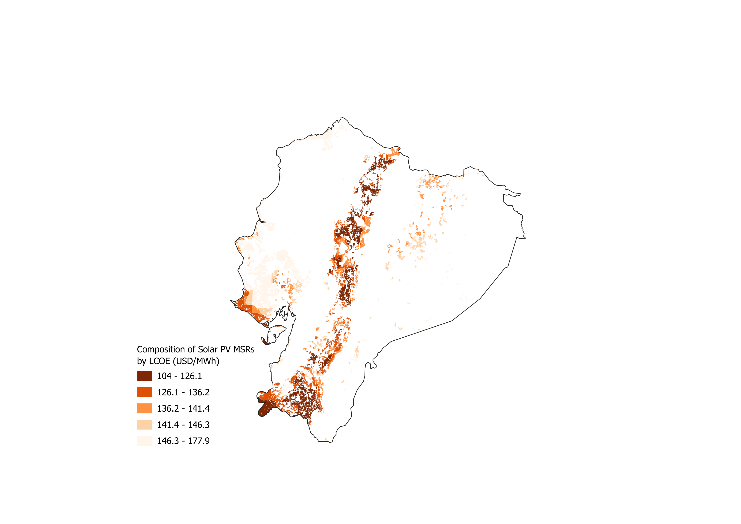 Composition of Solar PV MSRs
by LCOE (USD/MWh)
104 - 126.1
126.1 - 136.2
136.2 - 141.4
141.4 - 146.3
146.3 - 177.9